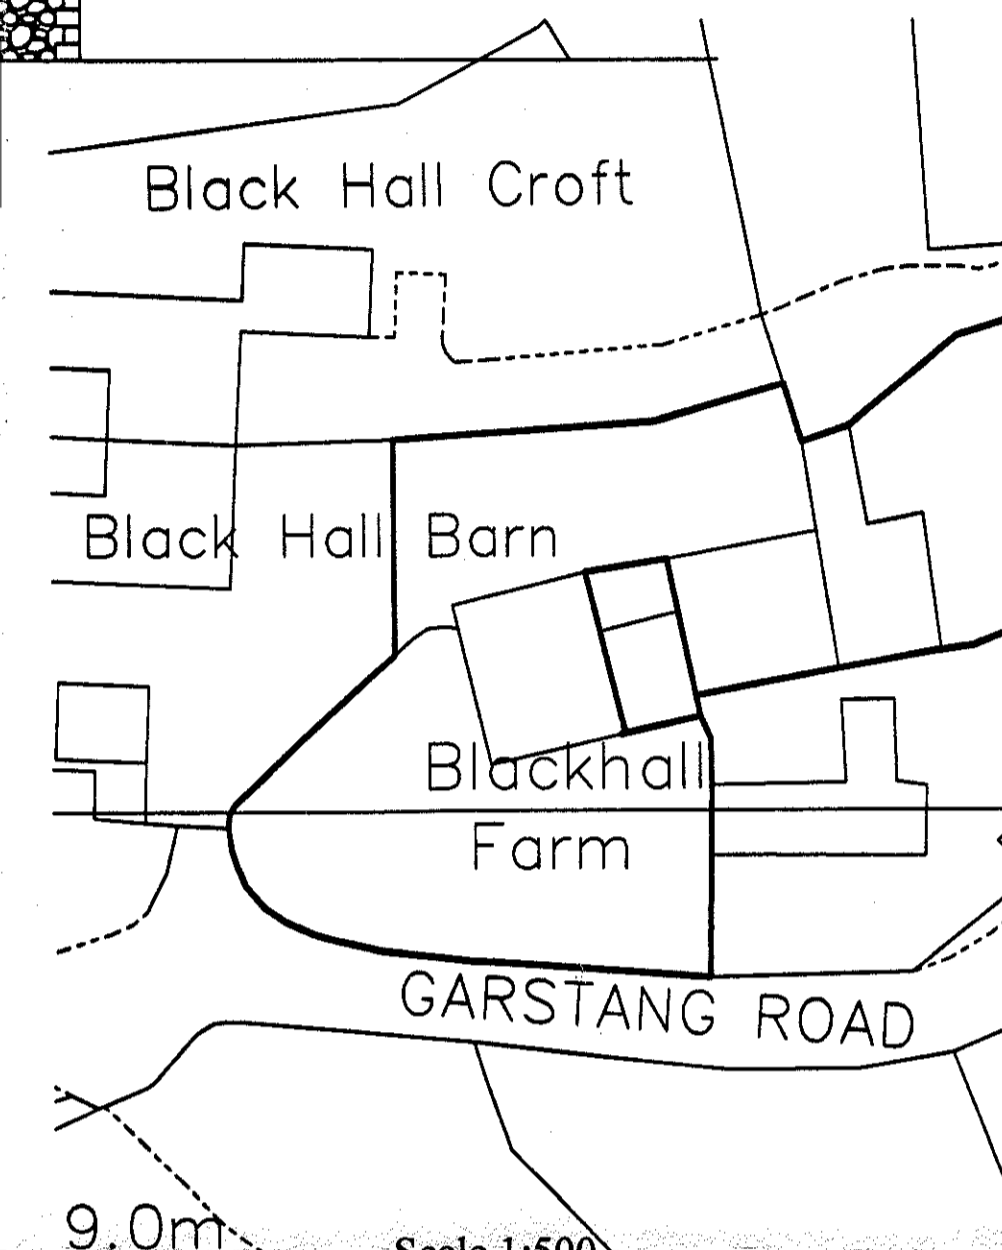 Black Hall Croft
Black Hall Barn
Blackhall
Farm
GARSTANG ROAD
9.0m
Scale 1:500